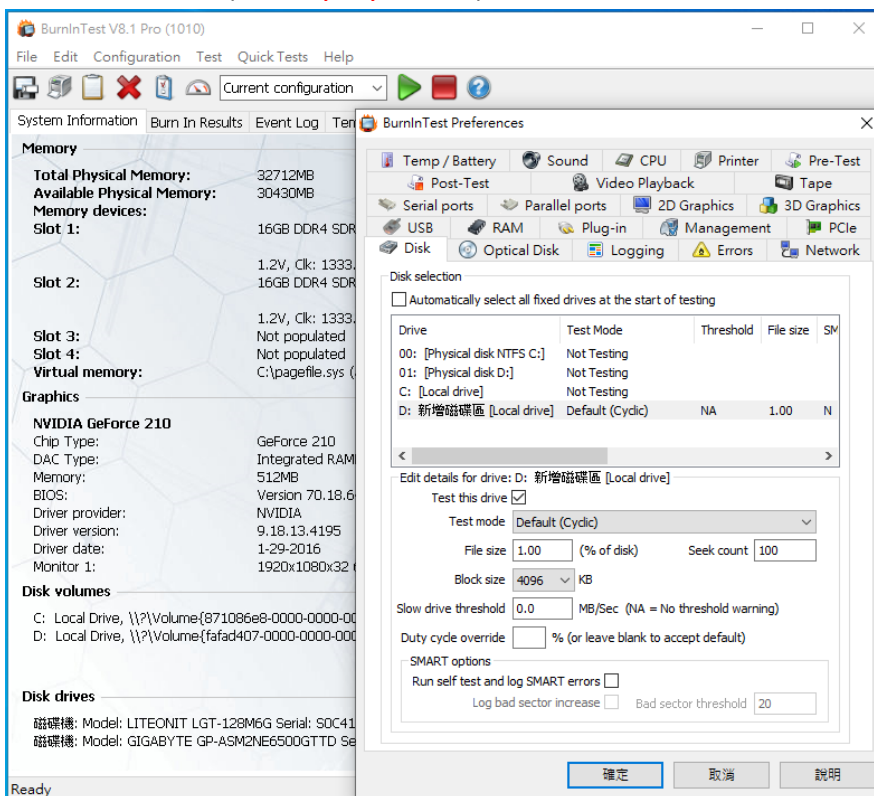 BurnInTest V8.1 Pro (1010)
File Edit Configuration Test Quick Tests Help
Current configuration
System Information Burn In Results Event Log
Memory
Total Physical Memory: 32712MB
Available Physical Memory: 30430MB
Memory devices:
Slot 1: 16GB DDR4 SDR
1.2V, Clk: 1333.
Slot 2: 16GB DDR4 SDR
1.2V, Clk: 1333.
Slot 3: Not populated
Slot 4: Not populated
Virtual memory: C:\pagefile.sys (
Graphics
NVIDIA GeForce 210
Chip Type: GeForce 210
DAC Type: Integrated RAM
Memory: 512MB
BIOS: Version 70.18.6
Driver provider: NVIDIA
Driver version: 9.18.13.4195
Driver date: 1-29-2016
Monitor 1: 1920x1080x32
Disk volumes
C: Local Drive, \\?\Volume{871086e8-0000-0000-00
D: Local Drive, \\?\Volume{fafad407-0000-0000-000
Disk drives
磁碟機: Model: LITEONIT LGT-128M6G Serial: S0C41
磁碟機: Model: GIGABYTE GP-ASM2NE6500GTTD Se
Ready
BurnInTest Preferences
Temp / Battery Sound CPU Printer Pre-Test
Post-Test Video Playback Tape
Serial ports Parallel ports 2D Graphics 3D Graphics
USB RAM Plug-in Management PCIe
Disk Optical Disk Logging Errors Network
Disk selection
Automatically select all fixed drives at the start of testing
Drive Test Mode Threshold File size SM
00: [Physical disk NTFS C:] Not Testing
01: [Physical disk D:] Not Testing
C: [Local drive] Not Testing
D: 新增磁碟區 [Local drive] Default (Cyclic) NA 1.00 N
Edit details for drive: D: 新增磁碟區 [Local drive]
Test this drive
Test mode Default (Cyclic)
File size 1.00 (% of disk) Seek count 100
Block size 4096 KB
Slow drive threshold 0.0 MB/Sec (NA = No threshold warning)
Duty cycle override % (or leave blank to accept default)
SMART options
Run self test and log SMART errors
Log bad sector increase Bad sector threshold 20
確定 取消 說明